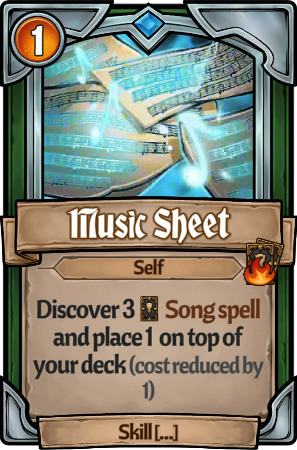 1
Music Sheet
Self
Discover 3 Song spell
and place 1 on top of
your deck (cost reduced by
1)
Skill [...]